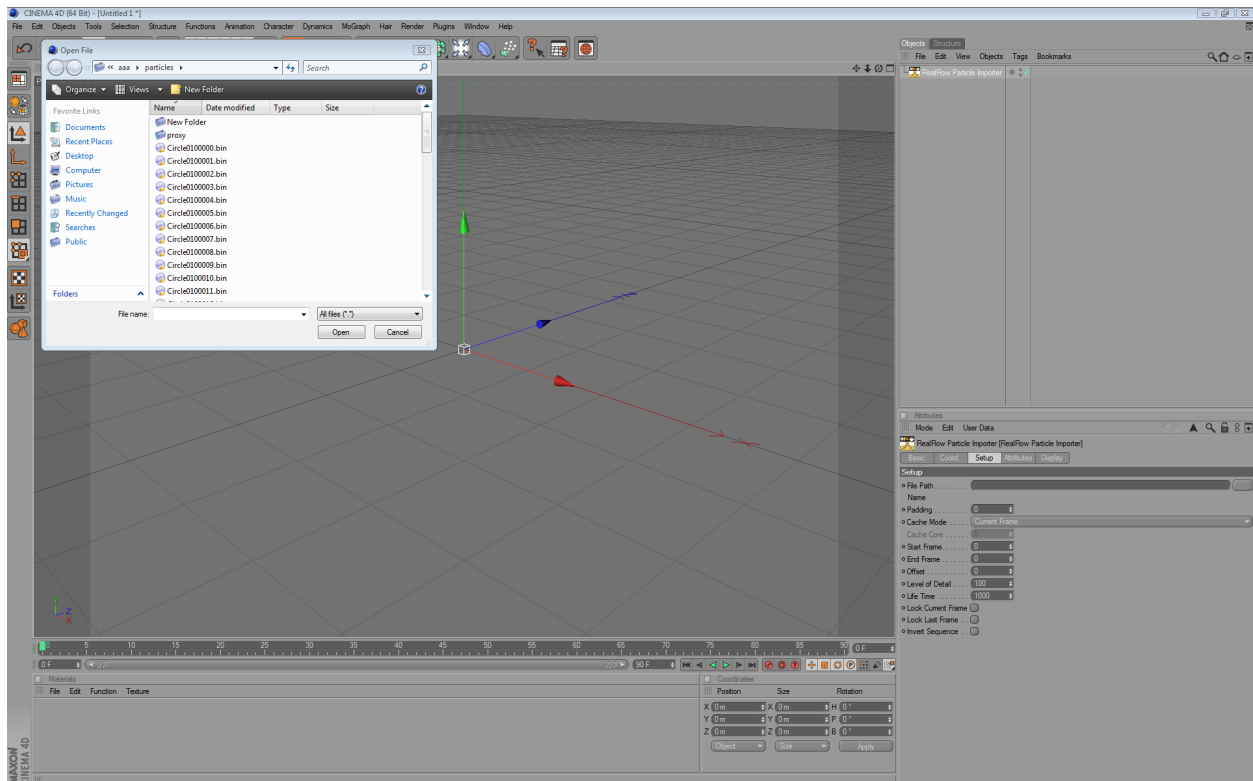 CINEMA 4D (64 Bit) - [Untitled 1 *]
File Edit Objects Tools Selection Structure Functions Animation Character Dynamics MoGraph Hair Render Plugins Window Help
Open File
aaa particles
Search
Organize Views New Folder
Favorite Links
Documents
Recent Places
Desktop
Computer
Pictures
Music
Recently Changed
Searches
Public
Folders
Name Date modified Type Size
New Folder
proxy
Circle0100000.bin
Circle0100001.bin
Circle0100002.bin
Circle0100003.bin
Circle0100004.bin
Circle0100005.bin
Circle0100006.bin
Circle0100007.bin
Circle0100008.bin
Circle0100009.bin
Circle0100010.bin
Circle0100011.bin
File name:
All files (*.*)
Open Cancel
Y
Z
X
Objects Structure
File Edit View Objects Tags Bookmarks
RealFlow Particle Importer
Attributes
Mode Edit User Data
RealFlow Particle Importer [RealFlow Particle Importer]
Basic Coord. Setup Attributes Display
Setup
File Path
Name
Padding 0
Cache Mode Current Frame
Cache Core
Start Frame 0
End Frame 0
Offset 0
Level of Detail 100
Life Time 1000
Lock Current Frame
Lock Last Frame
Invert Sequence
0 5 10 15 20 25 30 35 40 45 50 55 60 65 70 75 80 85 90 0 F
0 F 0 F 90 F 90 F
Materials
File Edit Function Texture
Coordinates
Position Size Rotation
X 0 m X 0 m H 0 °
Y 0 m Y 0 m P 0 °
Z 0 m Z 0 m B 0 °
Object Size Apply
MAXON
CINEMA 4D